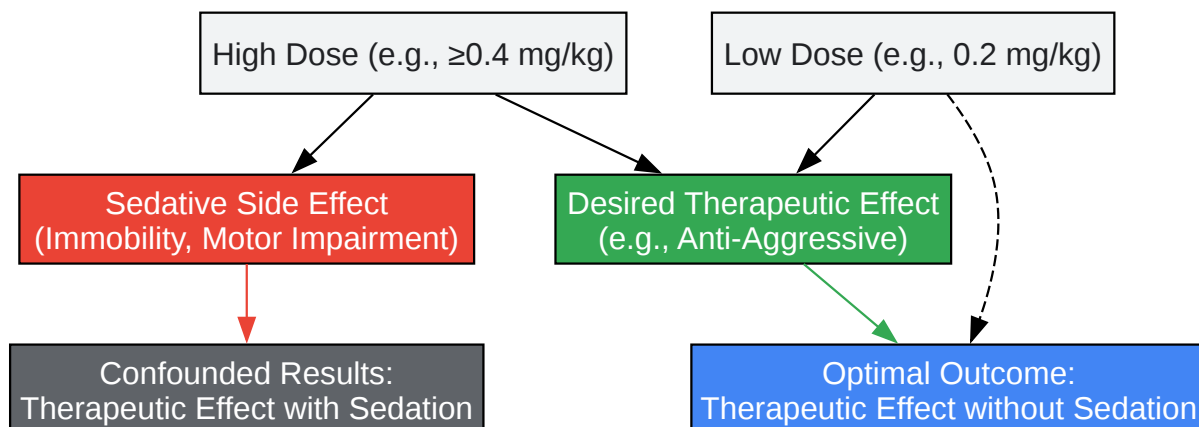 High Dose (e.g., ≥0.4 mg/kg)
Low Dose (e.g., 0.2 mg/kg)
Sedative Side Effect
(Immobility, Motor Impairment)
Desired Therapeutic Effect
(e.g., Anti-Aggressive)
Confounded Results:
Therapeutic Effect with Sedation
Optimal Outcome:
Therapeutic Effect without Sedation